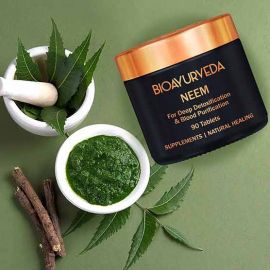 BIOAYURVEDA
NEEM
For Deep Detoxification
& Blood Purification
90 Tablets
SUPPLEMENTS | NATURAL HEALING